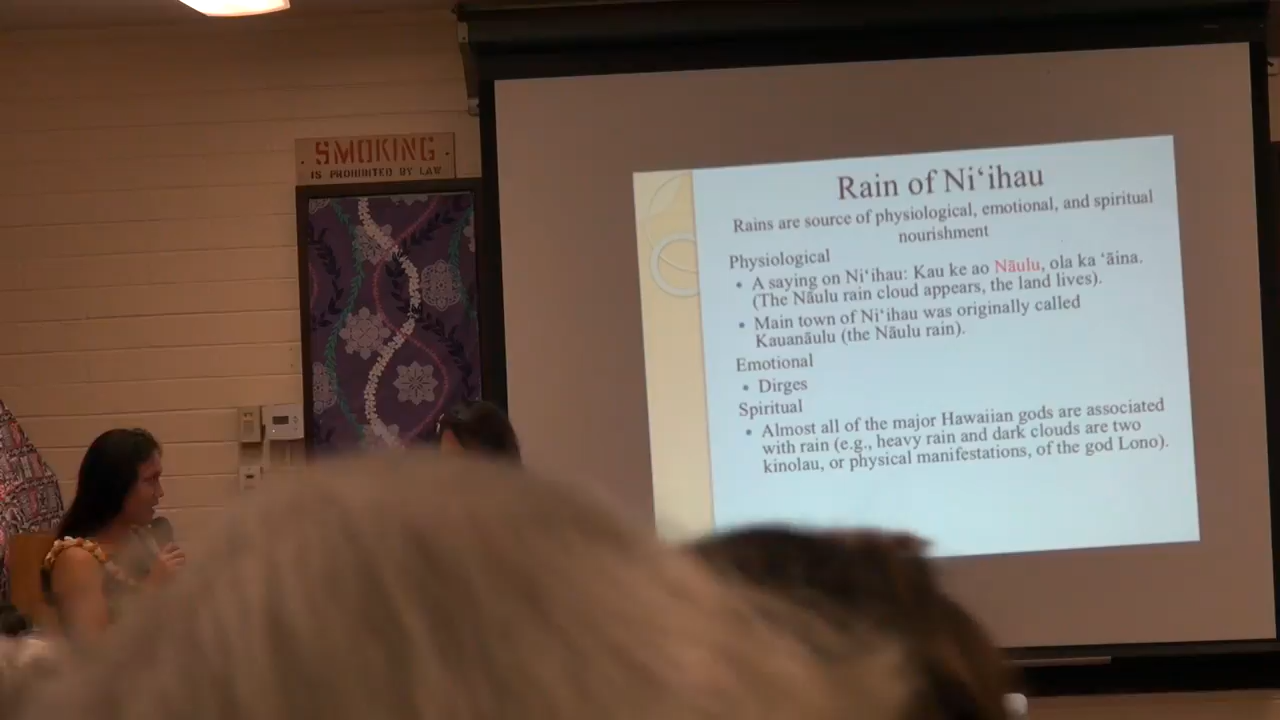 SMOKING
IS PROHIBITED BY LAW
Rain of Niʻihau
Rains are source of physiological, emotional, and spiritual
nourishment
Physiological
• A saying on Niʻihau: Kau ke ao Nāulu, ola ka ʻāina.
(The Nāulu rain cloud appears, the land lives).
• Main town of Niʻihau was originally called
Kauanāulu (the Nāulu rain).
Emotional
• Dirges
Spiritual
• Almost all of the major Hawaiian gods are associated
with rain (e.g., heavy rain and dark clouds are two
kinolau, or physical manifestations, of the god Lono).